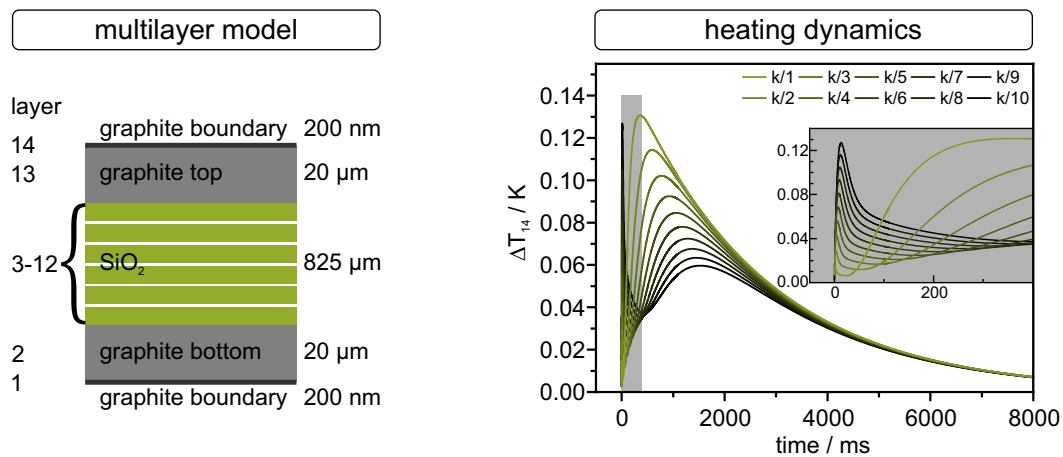 multilayer model
layer
graphite boundary 200 nm
14
13 graphite top 20 µm
3-12 SiO₂ 825 µm
2 graphite bottom 20 µm
1
graphite boundary 200 nm
heating dynamics
k/1 k/3 k/5 k/7 k/9
k/2 k/4 k/6 k/8 k/10
0.14
0.12
0.10
0.08
0.06
0.04
0.02
0.00
ΔT₁₄ / K
0.12
0.08
0.04
0.00
0 200
0 2000 4000 6000 8000
time / ms